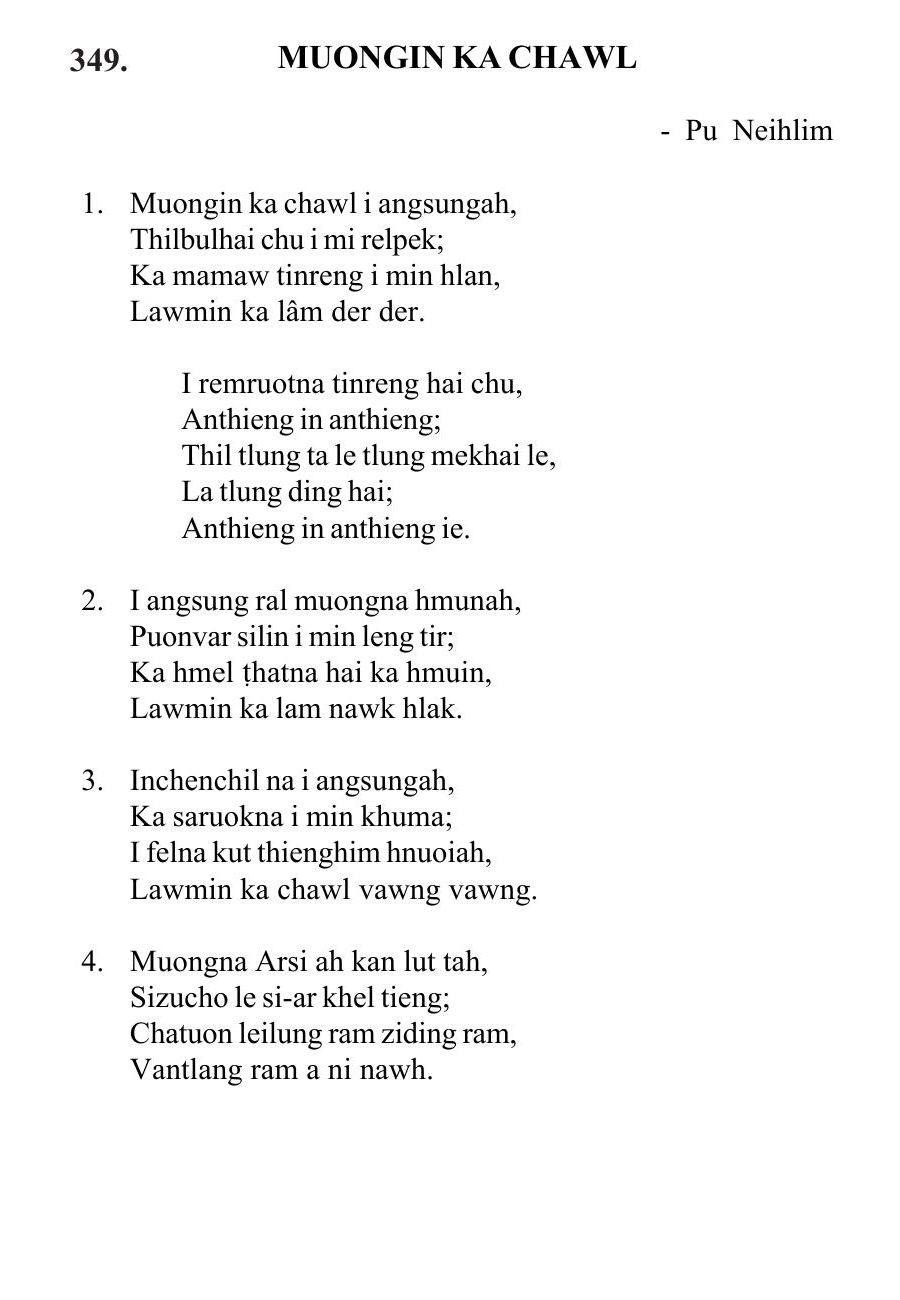 349. MUONGIN KA CHAWL
- Pu Neihlim
1. Muongin ka chawl i angsungah,
Thilbulhai chu i mi relpek;
Ka mamaw tinreng i min hlan,
Lawmin ka lâm der der.
I remruotna tinreng hai chu,
Anthieng in anthieng;
Thil tlung ta le tlung mekhai le,
La tlung ding hai;
Anthieng in anthieng ie.
2. I angsung ral muongna hmunah,
Puonvar silin i min leng tir;
Ka hmel ṭhatna hai ka hmuin,
Lawmin ka lam nawk hlak.
3. Inchenchil na i angsungah,
Ka saruokna i min khuma;
I felna kut thienghim hnuoiah,
Lawmin ka chawl vawng vawng.
4. Muongna Arsi ah kan lut tah,
Sizucho le si-ar khel tieng;
Chatuon leilung ram ziding ram,
Vantlang ram a ni nawh.